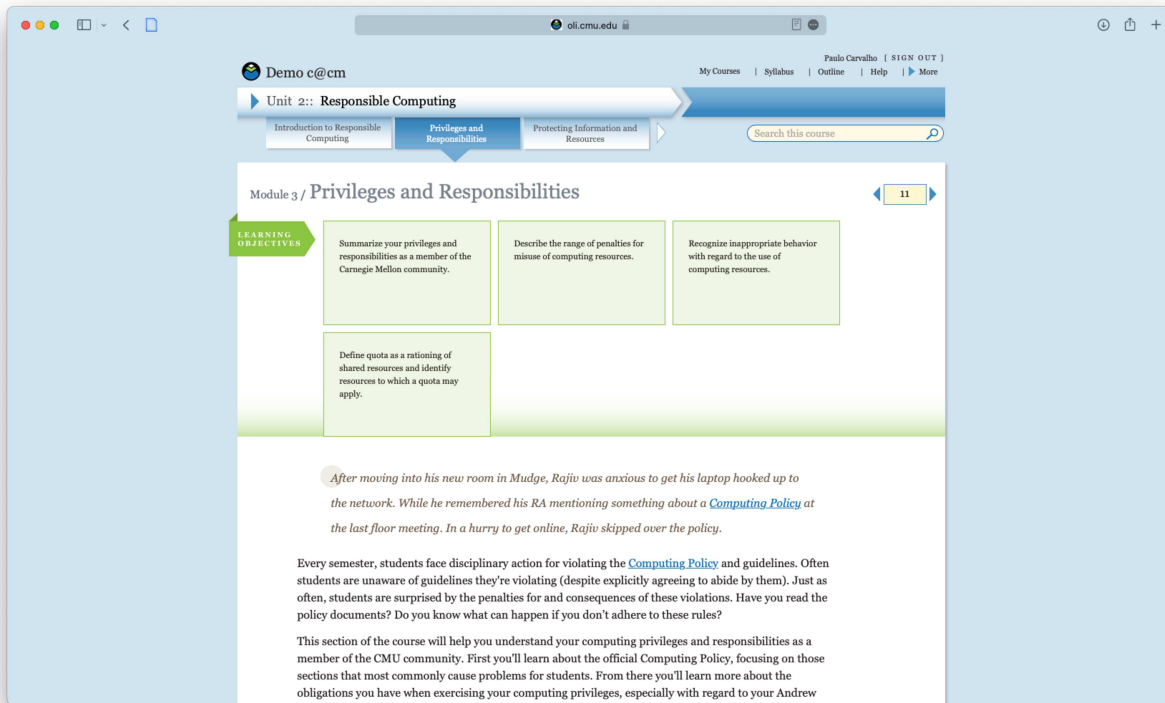 oli.cmu.edu
Paulo Carvalho [ SIGN OUT ]
Demo c@cm
My Courses | Syllabus | Outline | Help | More
Unit 2:: Responsible Computing
Introduction to Responsible
Computing
Privileges and
Responsibilities
Protecting Information and
Resources
Search this course
Module 3 / Privileges and Responsibilities
11
LEARNING
OBJECTIVES
Summarize your privileges and
responsibilities as a member of the
Carnegie Mellon community.
Describe the range of penalties for
misuse of computing resources.
Recognize inappropriate behavior
with regard to the use of
computing resources.
Define quota as a rationing of
shared resources and identify
resources to which a quota may
apply.
After moving into his new room in Mudge, Rajiv was anxious to get his laptop hooked up to
the network. While he remembered his RA mentioning something about a Computing Policy at
the last floor meeting. In a hurry to get online, Rajiv skipped over the policy.
Every semester, students face disciplinary action for violating the Computing Policy and guidelines. Often
students are unaware of guidelines they're violating (despite explicitly agreeing to abide by them). Just as
often, students are surprised by the penalties for and consequences of these violations. Have you read the
policy documents? Do you know what can happen if you don't adhere to these rules?
This section of the course will help you understand your computing privileges and responsibilities as a
member of the CMU community. First you'll learn about the official Computing Policy, focusing on those
sections that most commonly cause problems for students. From there you'll learn more about the
obligations you have when exercising your computing privileges, especially with regard to your Andrew